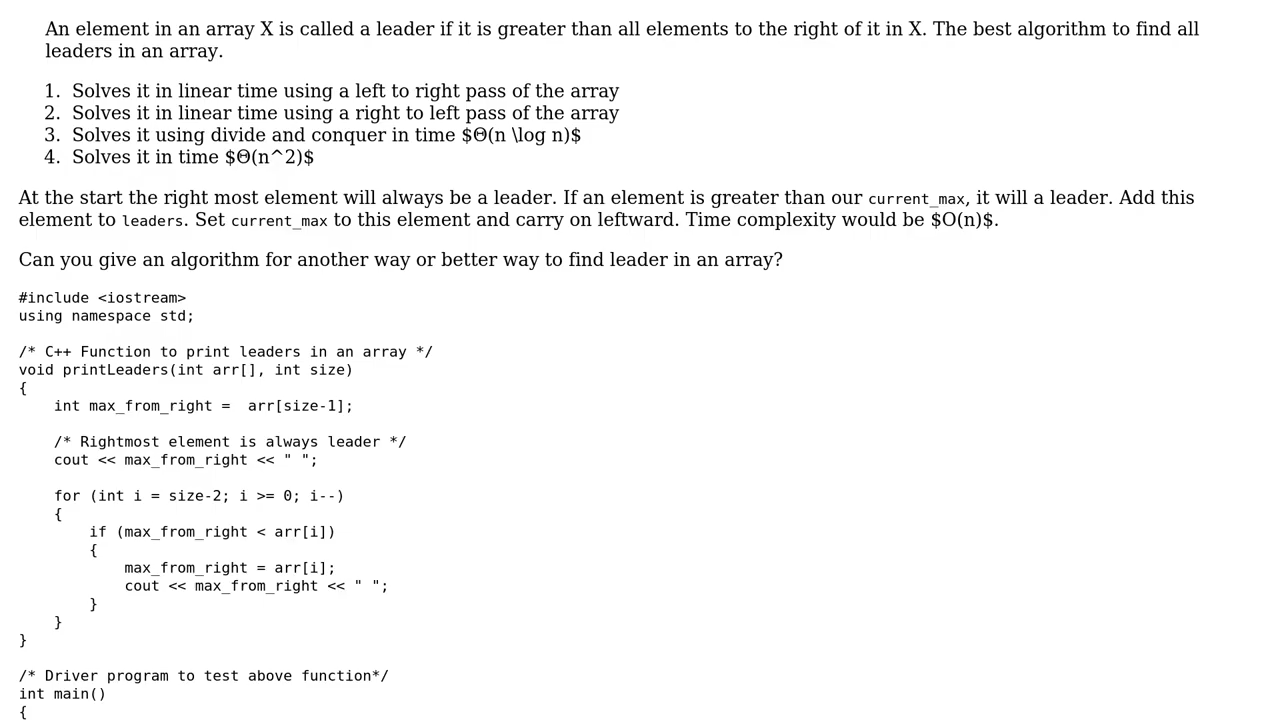 An element in an array X is called a leader if it is greater than all elements to the right of it in X. The best algorithm to find all
leaders in an array.
1. Solves it in linear time using a left to right pass of the array
2. Solves it in linear time using a right to left pass of the array
3. Solves it using divide and conquer in time $Θ(n \log n)$
4. Solves it in time $Θ(n^2)$
At the start the right most element will always be a leader. If an element is greater than our current_max, it will a leader. Add this
element to leaders. Set current_max to this element and carry on leftward. Time complexity would be $O(n)$.
Can you give an algorithm for another way or better way to find leader in an array?
#include <iostream>
using namespace std;
/* C++ Function to print leaders in an array */
void printLeaders(int arr[], int size)
{
    int max_from_right =  arr[size-1];
    /* Rightmost element is always leader */
    cout << max_from_right << " ";
    for (int i = size-2; i >= 0; i--)
    {
        if (max_from_right < arr[i])
        {
            max_from_right = arr[i];
            cout << max_from_right << " ";
        }
    }
}
/* Driver program to test above function*/
int main()
{